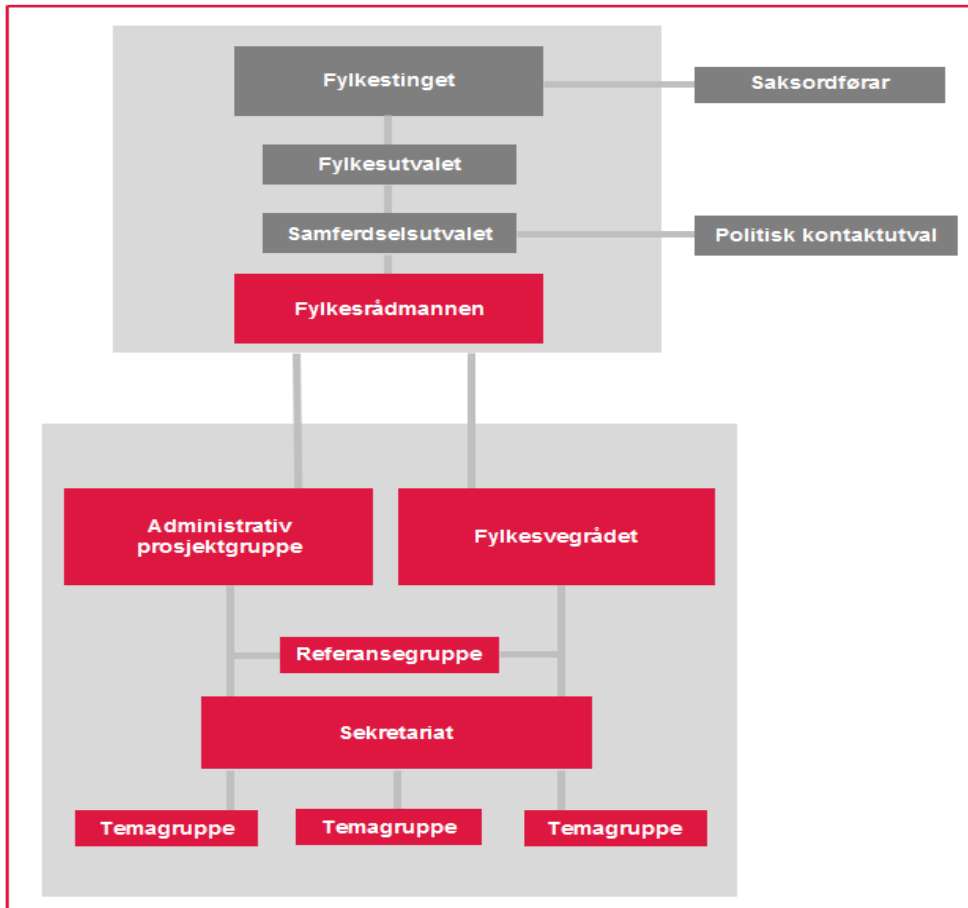 Fylkestinget
Saksordførar
Fylkesutvalet
Samferdselsutvalet
Politisk kontaktutval
Fylkesrådmannen
Administrativ
prosjektgruppe
Fylkesvegrådet
Referansegruppe
Sekretariat
Temagruppe
Temagruppe
Temagruppe